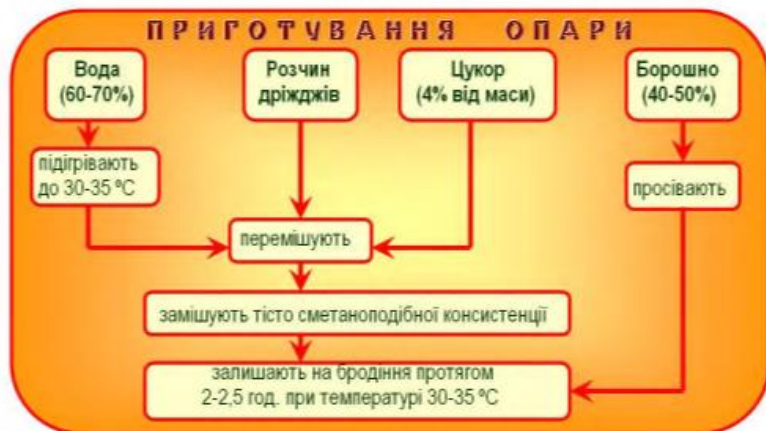 ПРИГОТУВАННЯ ОПАРИ
Вода
(60-70%)
Розчин
дріжджів
Цукор
(4% від маси)
Борошно
(40-50%)
підігрівають
до 30-35 ºС
просівають
перемішують
замішують тісто сметаноподібної консистенції
залишають на бродіння протягом
2-2,5 год. при температурі 30-35 ºС